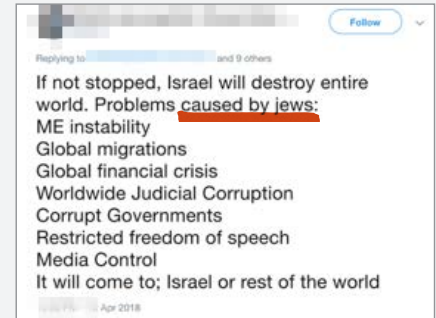 Follow
Replying to
and 9 others
If not stopped, Israel will destroy entire
world. Problems caused by jews:
ME instability
Global migrations
Global financial crisis
Worldwide Judicial Corruption
Corrupt Governments
Restricted freedom of speech
Media Control
It will come to; Israel or rest of the world
Apr 2018